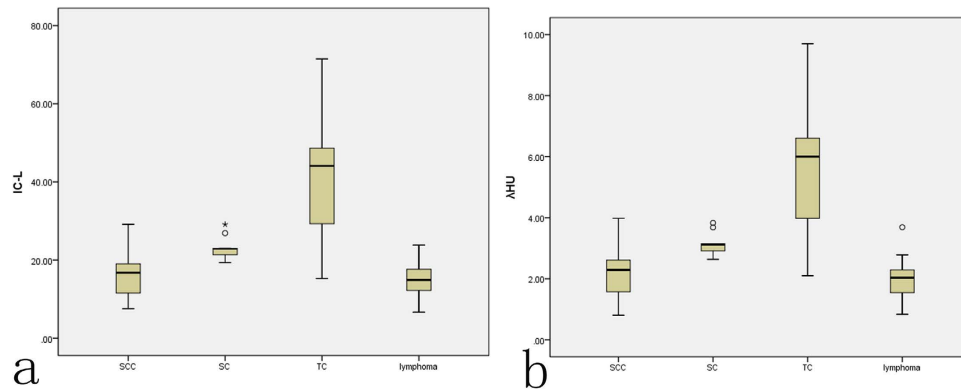 80.00
60.00
40.00
20.00
.00
IC-L
SCC SC TC lymphoma
a
10.00
8.00
6.00
4.00
2.00
.00
λHU
SCC SC TC lymphoma
b